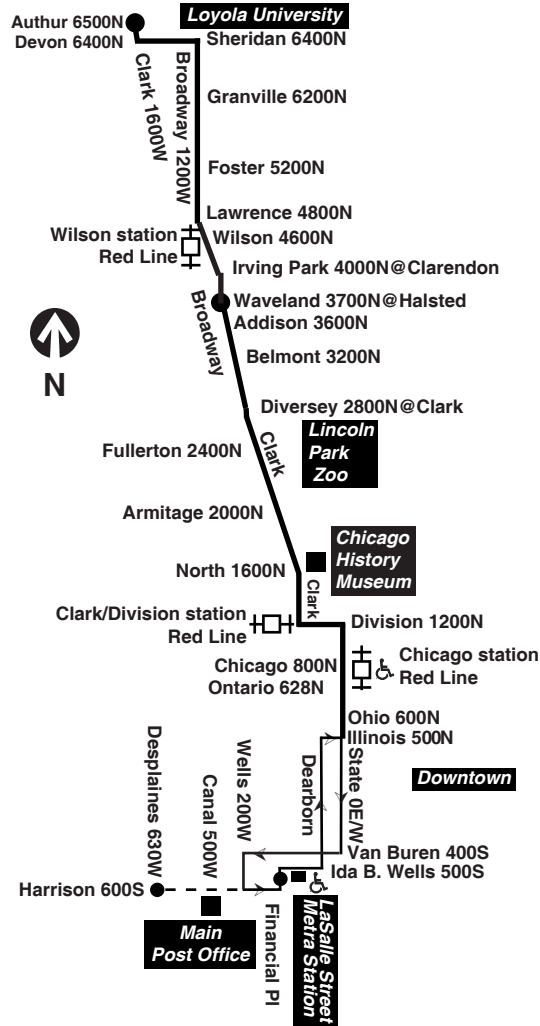 Authur 6500N
Loyola University
Devon 6400N
Sheridan 6400N
Broadway 1200W
Clark 1600W
Granville 6200N
Foster 5200N
Lawrence 4800N
Wilson station
Red Line
Wilson 4600N
Irving Park 4000N@Clarendon
Broadway
Waveland 3700N@Halsted
Addison 3600N
N
Belmont 3200N
Diversey 2800N@Clark
Clark
Lincoln
Park
Zoo
Fullerton 2400N
Armitage 2000N
Chicago
History
Museum
North 1600N
Clark
Clark/Division station
Red Line
Division 1200N
Chicago 800N
Ontario 628N
Chicago station
Red Line
Ohio 600N
Illinois 500N
Desplaines 630W
Canal 500W
Wells 200W
Dearborn
State 0E/W
Downtown
Van Buren 400S
Ida B. Wells 500S
Harrison 600S
Main
Post Office
Financial Pl
LaSalle Street
Metra Station